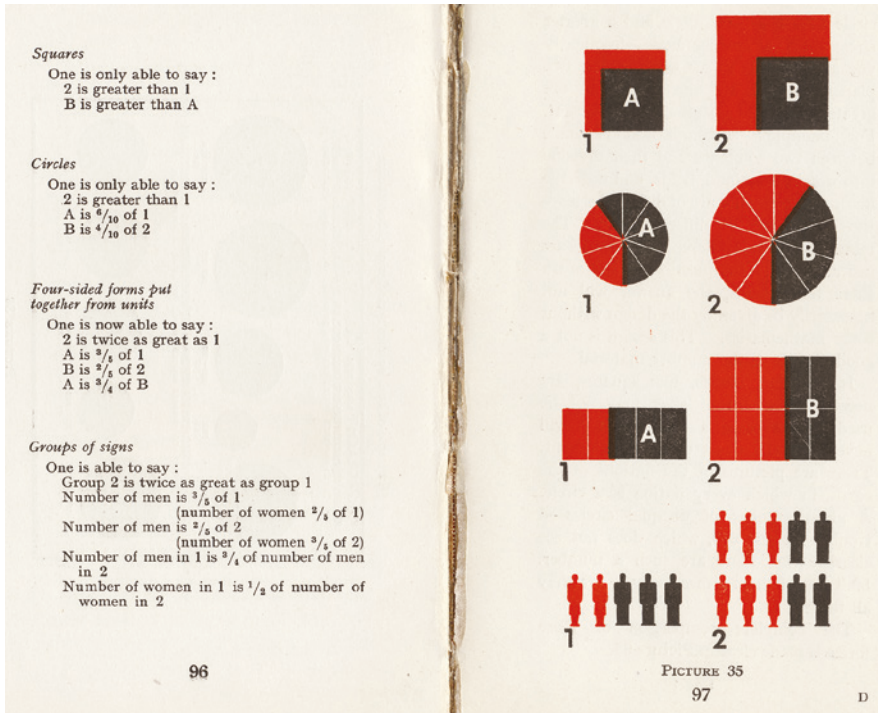 Squares
One is only able to say :
2 is greater than 1
B is greater than A
Circles
One is only able to say :
2 is greater than 1
A is 6/10 of 1
B is 4/10 of 2
Four-sided forms put
together from units
One is now able to say :
2 is twice as great as 1
A is 3/5 of 1
B is 2/5 of 2
A is 3/4 of B
Groups of signs
One is able to say :
Group 2 is twice as great as group 1
Number of men is 3/5 of 1
(number of women 2/5 of 1)
Number of men is 2/5 of 2
(number of women 3/5 of 2)
Number of men in 1 is 3/4 of number of men
in 2
Number of women in 1 is 1/2 of number of
women in 2
96
A
B
1
2
A
B
1
2
A
B
1
2
1
2
PICTURE 35
97
D